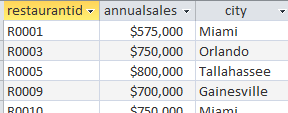 restaurantid annualsales city
R0001 $575,000 Miami
R0003 $750,000 Orlando
R0005 $800,000 Tallahassee
R0009 $700,000 Gainesville
R0010 $750,000 Miami